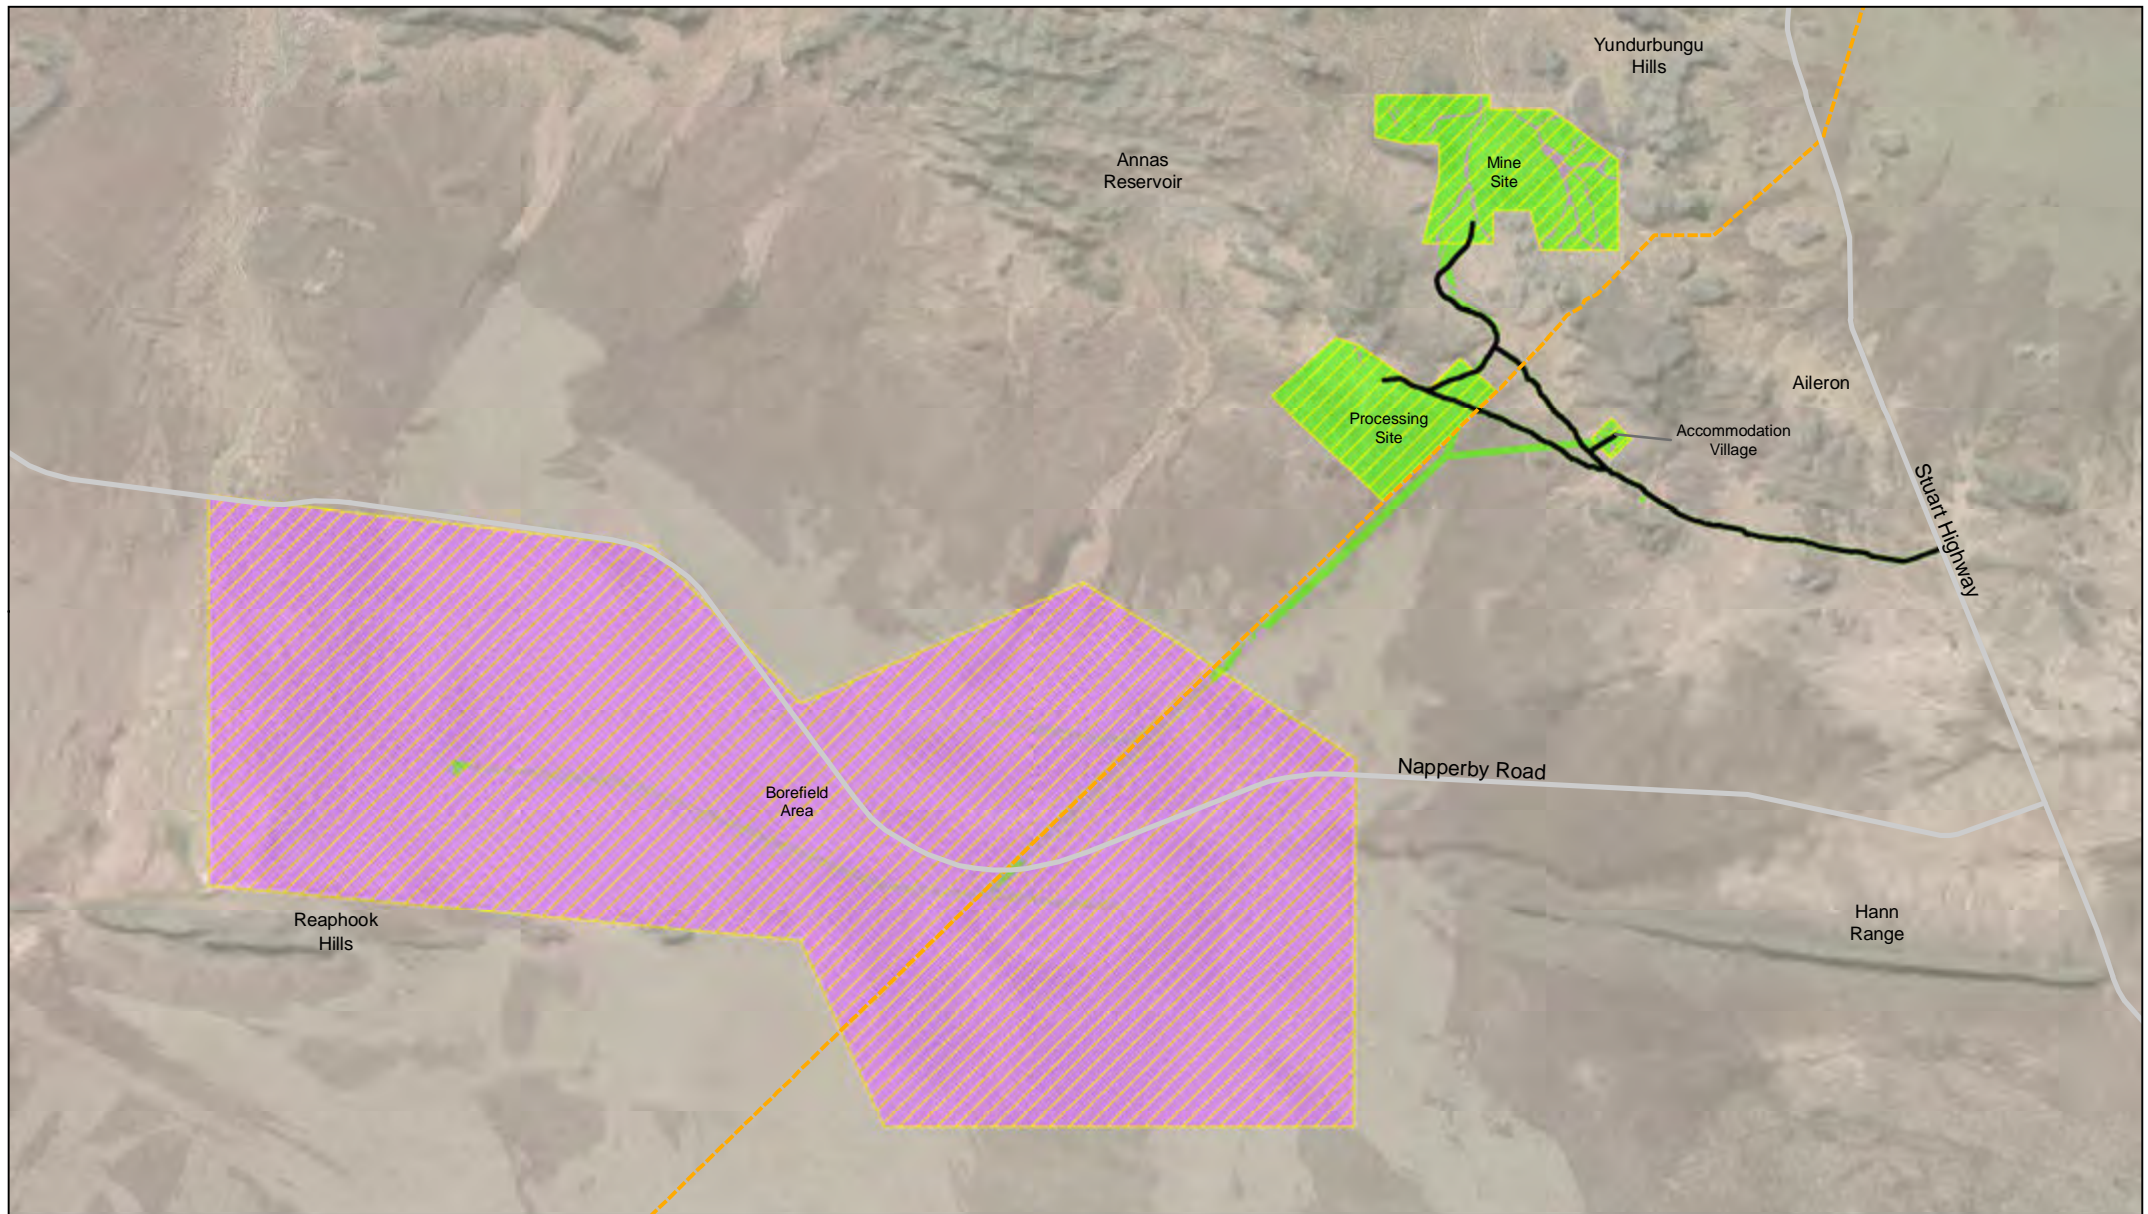 Yundurbungu
Hills
Annas
Reservoir
Mine
Site
Aileron
Processing
Site
Accommodation
Village
Stuart Highway
Napperby Road
Borefield
Area
Reaphook
Hills
Hann
Range